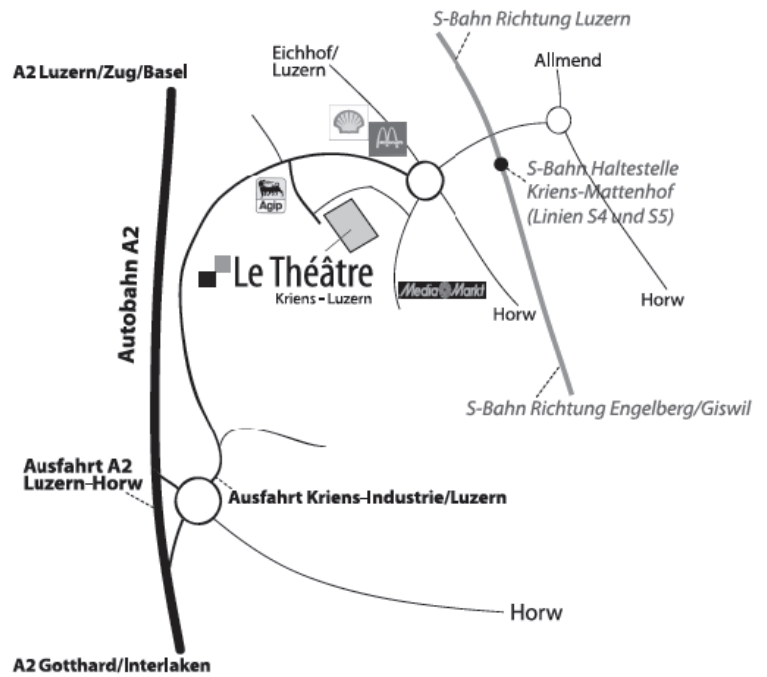 S-Bahn Richtung Luzern
Eichhof/
Luzern
Allmend
A2 Luzern/Zug/Basel
S-Bahn Haltestelle
Kriens-Mattenhof
(Linien S4 und S5)
Agip
Autobahn A2
Le Théâtre
Kriens – Luzern
Media Markt
Horw
Horw
S-Bahn Richtung Engelberg/Giswil
Ausfahrt A2
Luzern-Horw
Ausfahrt Kriens-Industrie/Luzern
Horw
A2 Gotthard/Interlaken